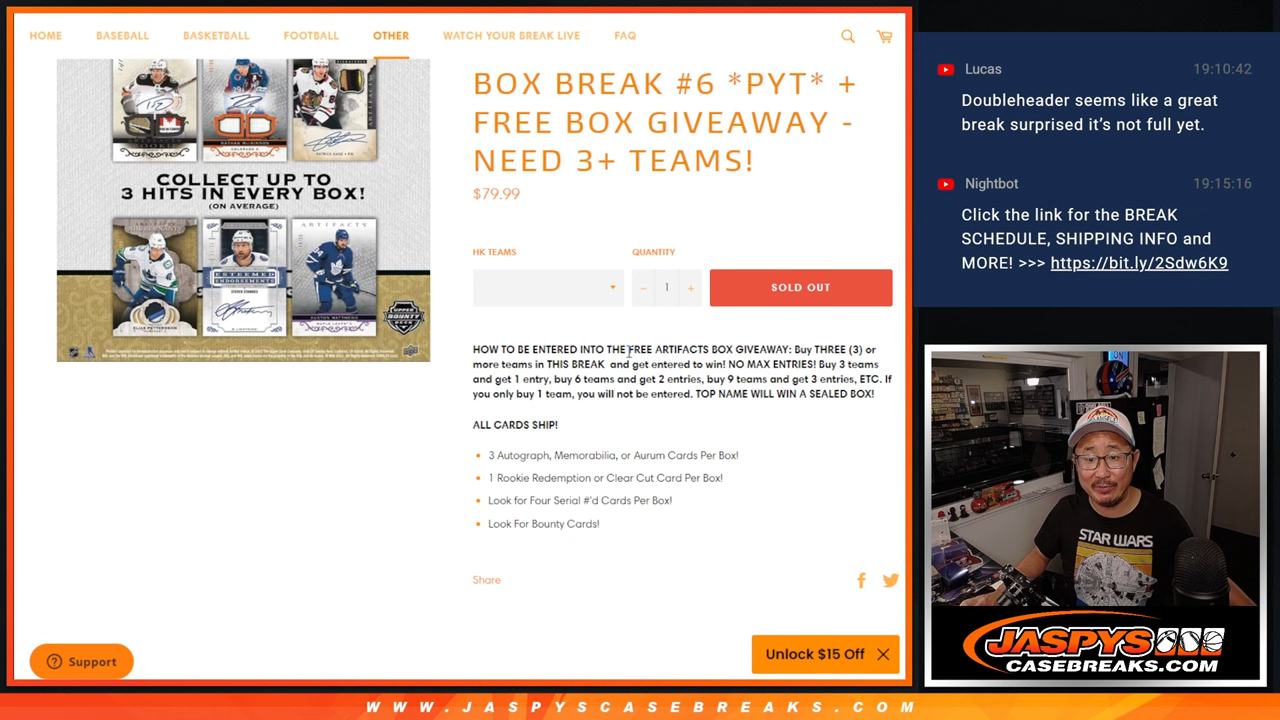 HOME BASEBALL BASKETBALL FOOTBALL OTHER WATCH YOUR BREAK LIVE FAQ
BOX BREAK #6 *PYT* +
FREE BOX GIVEAWAY -
NEED 3+ TEAMS!
$79.99
HK TEAMS
QUANTITY
− 1 +
SOLD OUT
COLLECT UP TO
3 HITS IN EVERY BOX!
(ON AVERAGE)
ARTIFACTS
ESTEEMED
ENDORSEMENTS
UPPER DECK
BOUNTY
HOW TO BE ENTERED INTO THE FREE ARTIFACTS BOX GIVEAWAY: Buy THREE (3) or
more teams in THIS BREAK and get entered to win! NO MAX ENTRIES! Buy 3 teams
and get 1 entry, buy 6 teams and get 2 entries, buy 9 teams and get 3 entries, ETC. If
you only buy 1 team, you will not be entered. TOP NAME WILL WIN A SEALED BOX!
ALL CARDS SHIP!
• 3 Autograph, Memorabilia, or Aurum Cards Per Box!
• 1 Rookie Redemption or Clear Cut Card Per Box!
• Look for Four Serial #'d Cards Per Box!
• Look For Bounty Cards!
Share
Support
Unlock $15 Off
Lucas 19:10:42
Doubleheader seems like a great
break surprised it's not full yet.
Nightbot 19:15:16
Click the link for the BREAK
SCHEDULE, SHIPPING INFO and
MORE! >>> https://bit.ly/2Sdw6K9
STAR WARS
JASPYS
CASEBREAKS.COM
WWW.JASPYSCASEBREAKS.COM